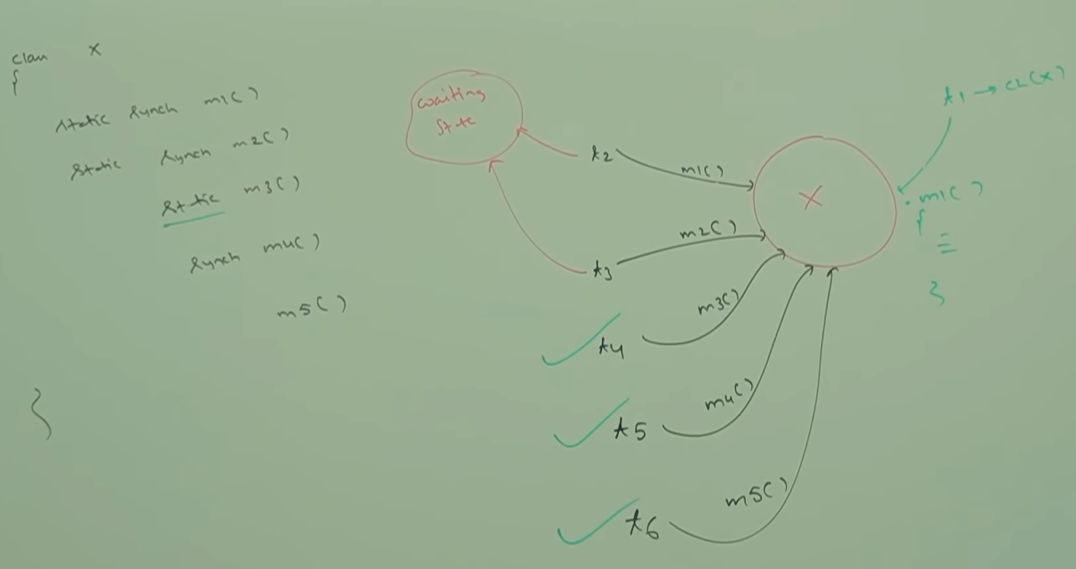 class X
{
static synch m1( )
static synch m2( )
static m3( )
synch m4( )
m5( )
}
waiting
state
t2
m1( )
t3
m2( )
t4
m3( )
t5
m4( )
t6
m5( )
X
t1 → CL(X)
m1( )
{
}